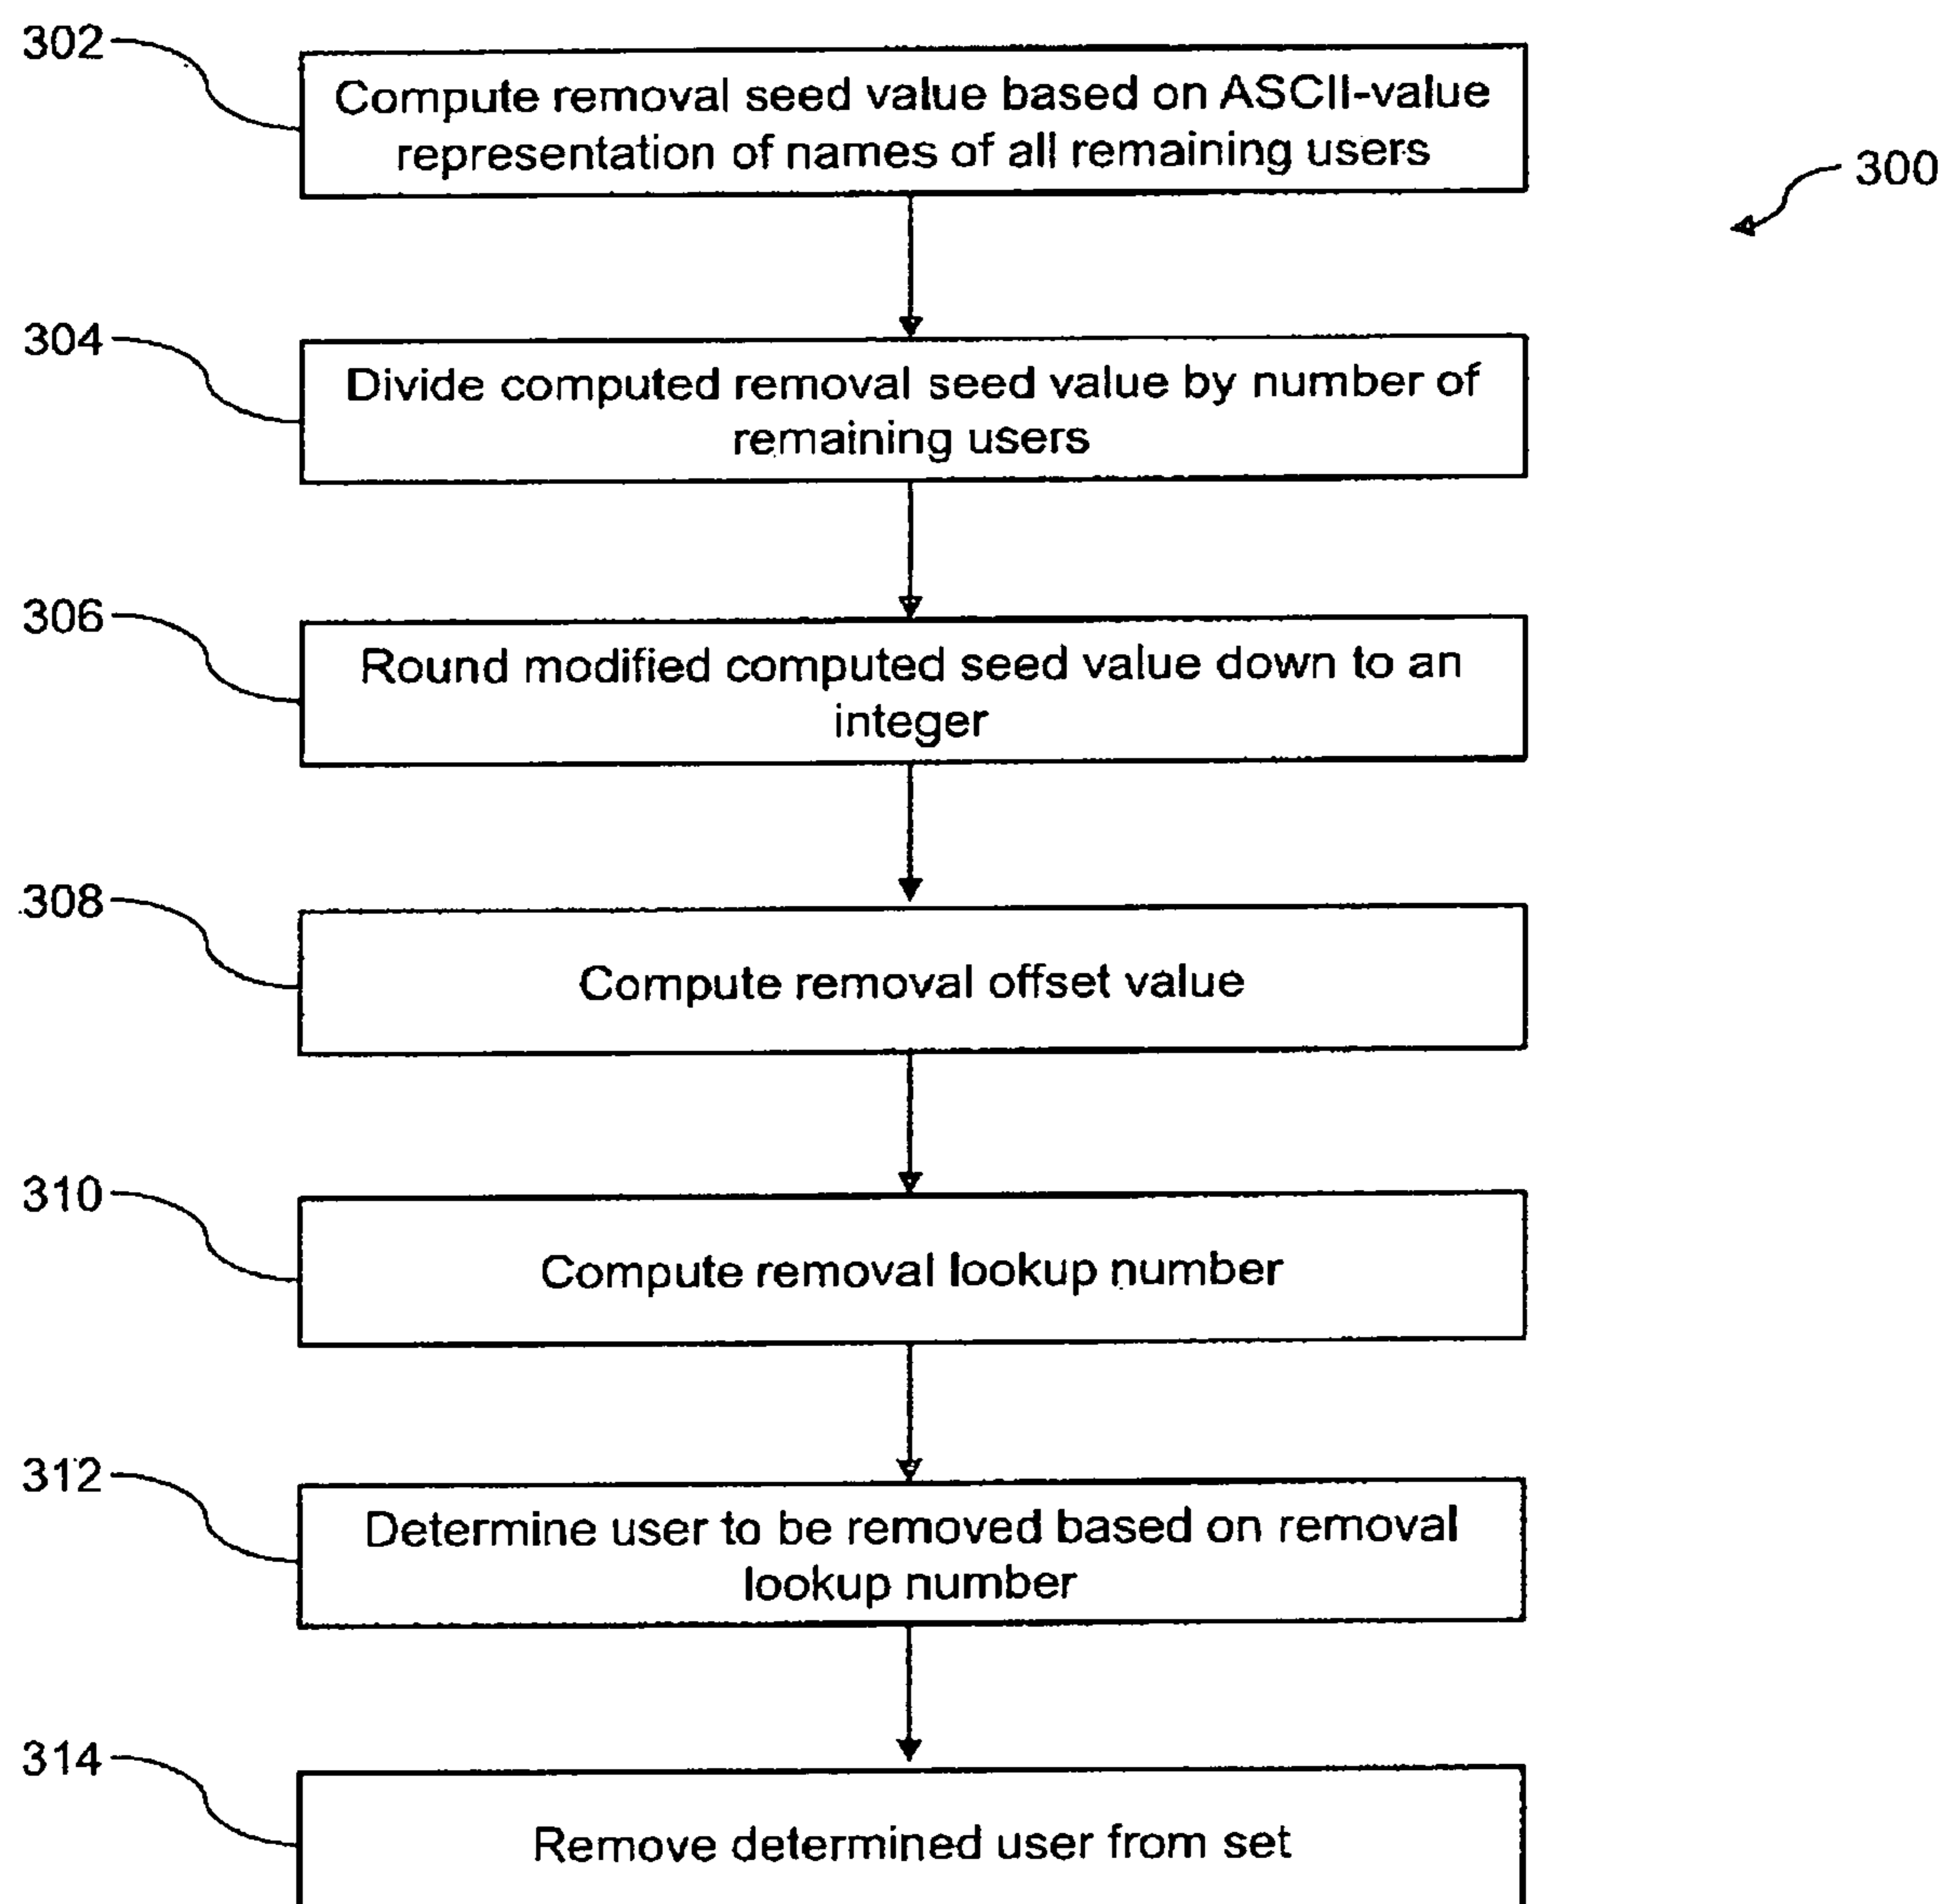 302
Compute removal seed value based on ASCII-value
representation of names of all remaining users
300
304
Divide computed removal seed value by number of
remaining users
306
Round modified computed seed value down to an
integer
308
Compute removal offset value
310
Compute removal lookup number
312
Determine user to be removed based on removal
lookup number
314
Remove determined user from set